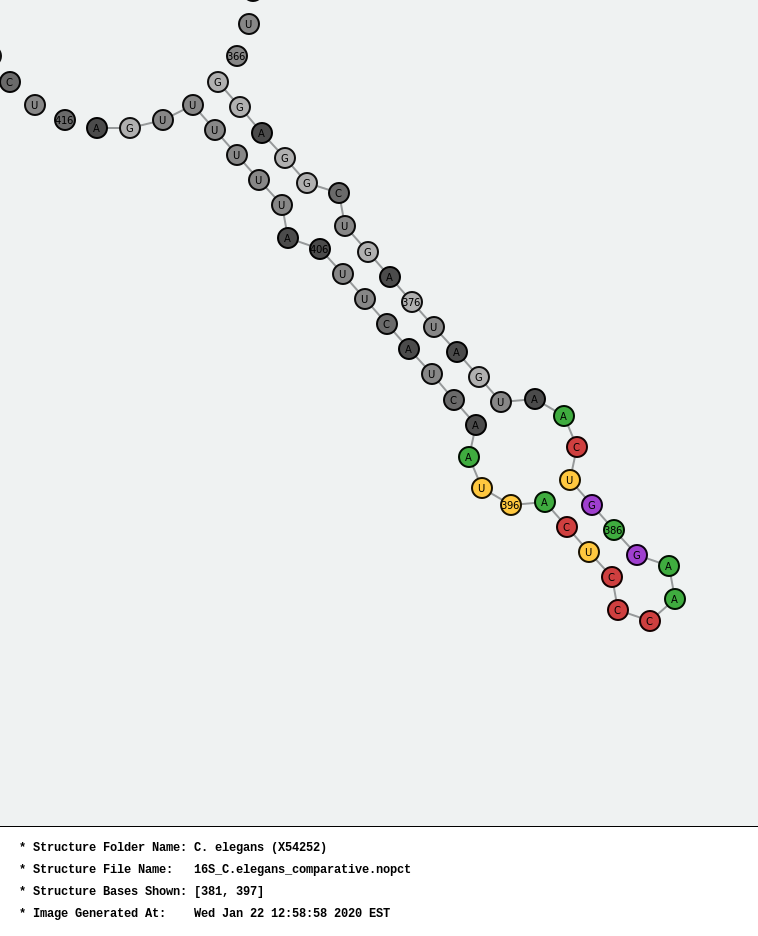 U
366
C G
U U G
416 U
A G U A
U G
U G C
U U
A 406 G
U A
U 376
C U
A A
U G
C U A
A A
C
A
U U
396 A G
C 386
U G
C A
A
C C
* Structure Folder Name: C. elegans (X54252)
* Structure File Name: 16S_C.elegans_comparative.nopct
* Structure Bases Shown: [381, 397]
* Image Generated At: Wed Jan 22 12:58:58 2020 EST